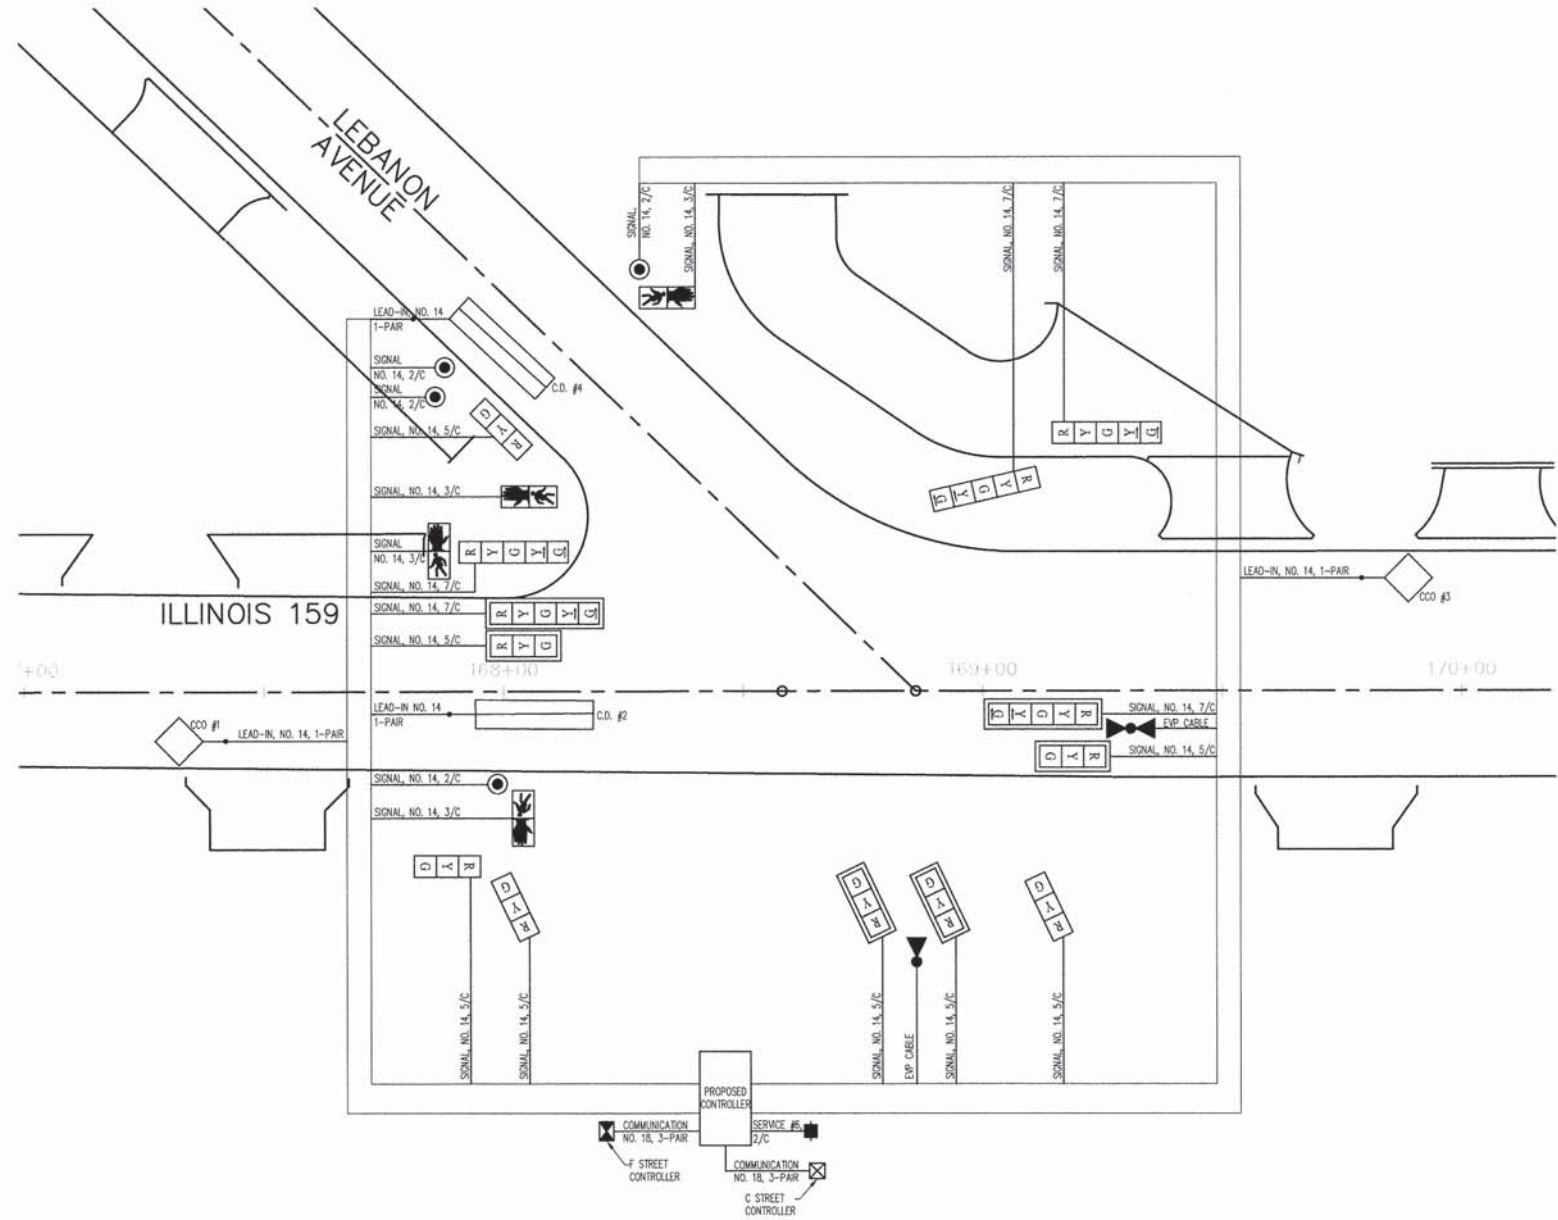 LEBANON
AVENUE
SIGNAL,
NO. 14, 2/C
SIGNAL, NO. 14, 3/C
SIGNAL, NO. 14, 7/C
SIGNAL, NO. 14, 7/C
LEAD-IN, NO. 14
1-PAIR
SIGNAL
NO. 14, 2/C
SIGNAL
NO. 14, 2/C
C.D. #4
SIGNAL, NO. 14, 5/C
G Y R
R Y G Y G
R Y G Y G
SIGNAL, NO. 14, 3/C
SIGNAL
NO. 14, 3/C
R Y G Y G
SIGNAL, NO. 14, 7/C
LEAD-IN, NO. 14, 1-PAIR
CCO #3
ILLINOIS 159
SIGNAL, NO. 14, 7/C
R Y G Y G
SIGNAL, NO. 14, 5/C
R Y G
+00
168+00
169+00
170+00
LEAD-IN NO. 14
1-PAIR
C.D. #2
G Y G Y R
SIGNAL, NO. 14, 7/C
EVP CABLE
CCO #1
LEAD-IN, NO. 14, 1-PAIR
G Y R
SIGNAL, NO. 14, 5/C
SIGNAL, NO. 14, 2/C
SIGNAL, NO. 14, 3/C
G Y R
G Y R
G Y R
G Y R
G Y R
SIGNAL, NO. 14, 5/C
SIGNAL, NO. 14, 5/C
SIGNAL, NO. 14, 5/C
EVP CABLE
SIGNAL, NO. 14, 5/C
SIGNAL, NO. 14, 5/C
PROPOSED
CONTROLLER
COMMUNICATION
NO. 18, 3-PAIR
SERVICE #6,
2/C
F STREET
CONTROLLER
COMMUNICATION
NO. 18, 3-PAIR
C STREET
CONTROLLER